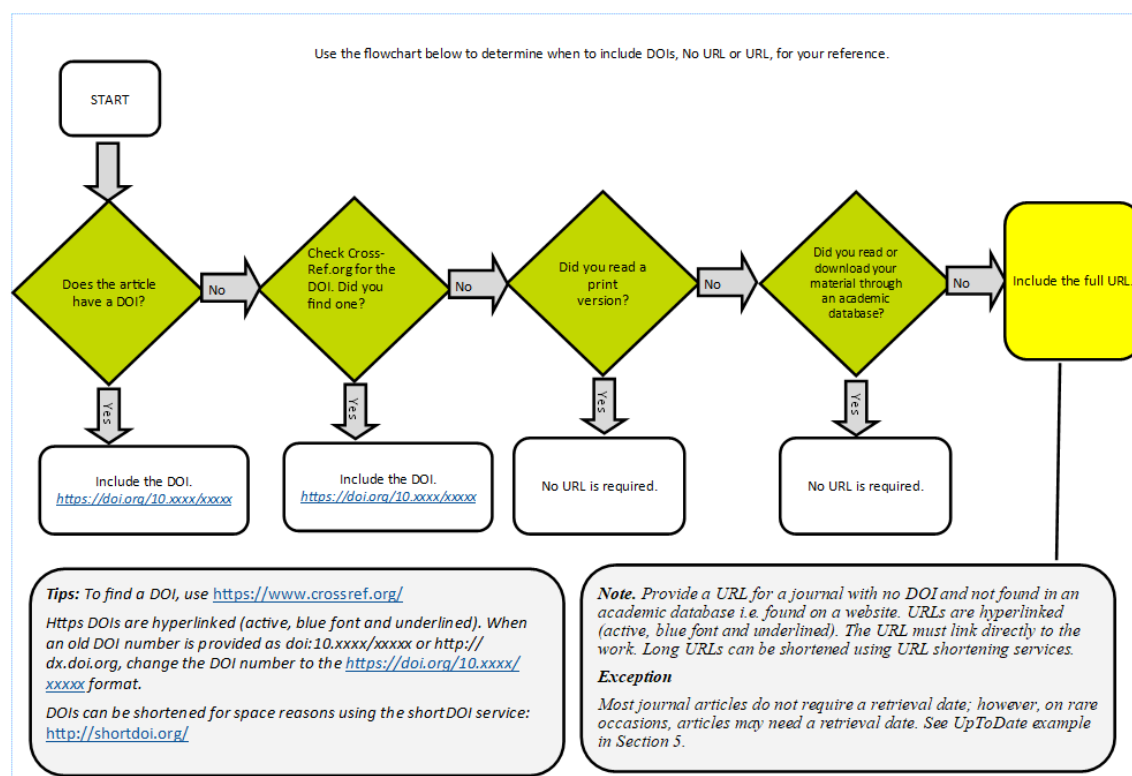 Use the flowchart below to determine when to include DOIs, No URL or URL, for your reference.
START
Does the article
have a DOI?
No
Check Cross-
Ref.org for the
DOI. Did you
find one?
No
Did you read a
print
version?
No
Did you read or
download your
material through
an academic
database?
No
Include the full URL.
Yes
Yes
Yes
Yes
Include the DOI.
https://doi.org/10.xxxx/xxxxx
Include the DOI.
https://doi.org/10.xxxx/xxxxx
No URL is required.
No URL is required.
Tips: To find a DOI, use https://www.crossref.org/
Https DOIs are hyperlinked (active, blue font and underlined). When
an old DOI number is provided as doi:10.xxxx/xxxxx or http://
dx.doi.org, change the DOI number to the https://doi.org/10.xxxx/
xxxxx format.
DOIs can be shortened for space reasons using the shortDOI service:
http://shortdoi.org/
Note. Provide a URL for a journal with no DOI and not found in an
academic database i.e. found on a website. URLs are hyperlinked
(active, blue font and underlined). The URL must link directly to the
work. Long URLs can be shortened using URL shortening services.
Exception
Most journal articles do not require a retrieval date; however, on rare
occasions, articles may need a retrieval date. See UpToDate example
in Section 5.